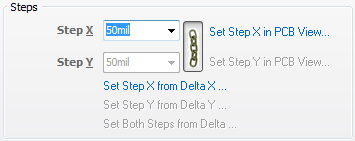 Steps
Step X 50mil Set Step X in PCB View...
Step Y 50mil Set Step Y in PCB View...
Set Step X from Delta X ...
Set Step Y from Delta Y ...
Set Both Steps from Delta ...